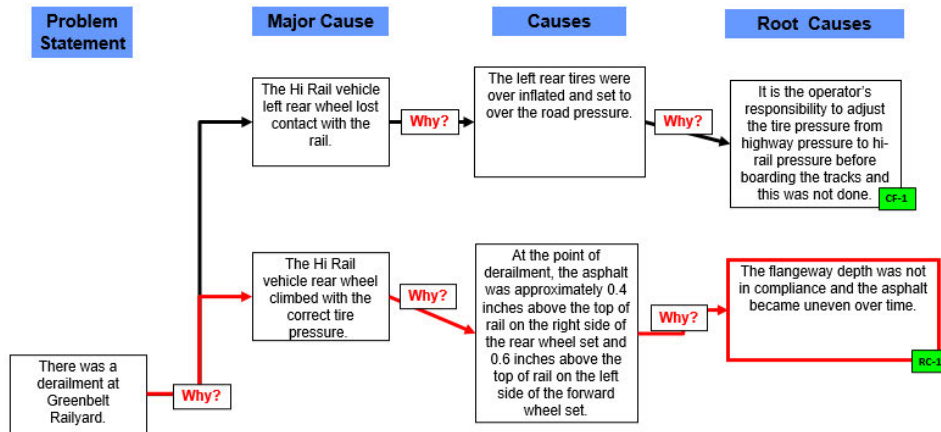 Problem
Statement
Major Cause
Causes
Root Causes
The Hi Rail vehicle
left rear wheel lost
contact with the
rail.
Why?
The left rear tires were
over inflated and set to
over the road pressure.
Why?
It is the operator's
responsibility to adjust
the tire pressure from
highway pressure to hi-
rail pressure before
boarding the tracks and
this was not done.
CF-1
There was a
derailment at
Greenbelt
Railyard.
Why?
The Hi Rail
vehicle rear wheel
climbed with the
correct tire
pressure.
Why?
At the point of
derailment, the asphalt
was approximately 0.4
inches above the top of
rail on the right side of
the rear wheel set and
0.6 inches above the
top of rail on the left
side of the forward
wheel set.
Why?
The flangeway depth was not
in compliance and the asphalt
became uneven over time.
RC-1